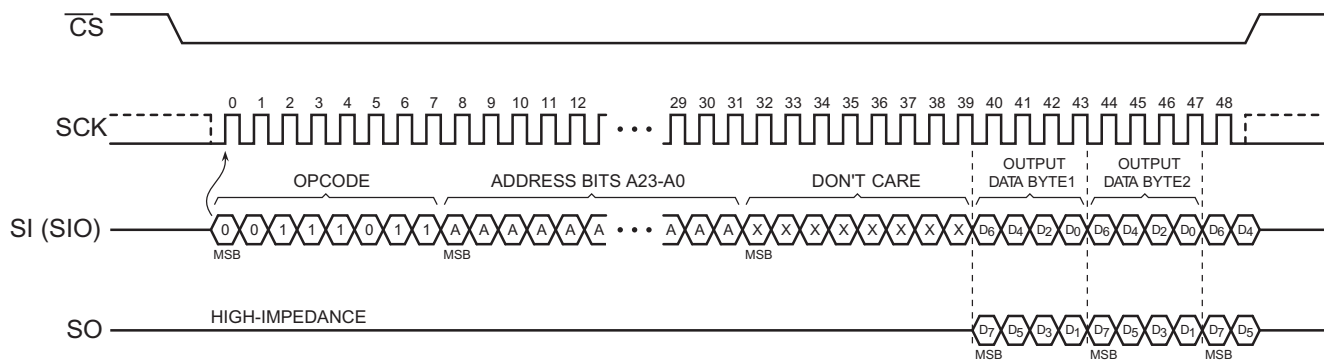 CS
0 1 2 3 4 5 6 7 8 9 10 11 12 29 30 31 32 33 34 35 36 37 38 39 40 41 42 43 44 45 46 47 48
SCK
OPCODE ADDRESS BITS A23-A0 DON'T CARE OUTPUT DATA BYTE1 OUTPUT DATA BYTE2
SI (SIO) 0 0 1 1 1 0 1 1 A A A A A A A A A X X X X X X X X D6 D4 D2 D0 D6 D4 D2 D0 D6 D4
MSB MSB MSB
HIGH-IMPEDANCE
SO D7 D5 D3 D1 D7 D5 D3 D1 D7 D5
MSB MSB MSB